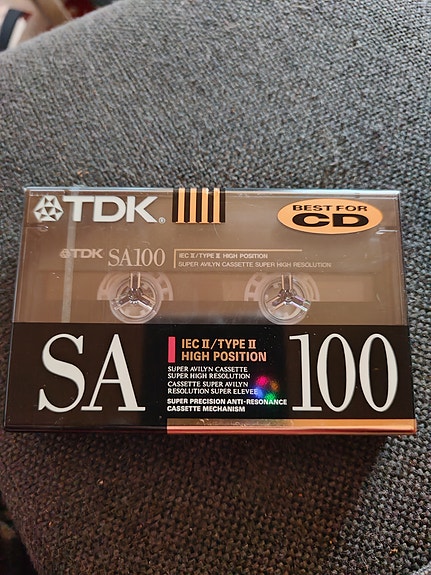 TDK®
BEST FOR
CD
TDK SA100
IEC II/TYPE II HIGH POSITION
SUPER AVILYN CASSETTE SUPER HIGH RESOLUTION
SA
IEC II/TYPE II
HIGH POSITION
SUPER AVILYN CASSETTE
SUPER HIGH RESOLUTION
CASSETTE SUPER AVILYN
RESOLUTION SUPER ELEVEE
SUPER PRECISION ANTI-RESONANCE
CASSETTE MECHANISM
100